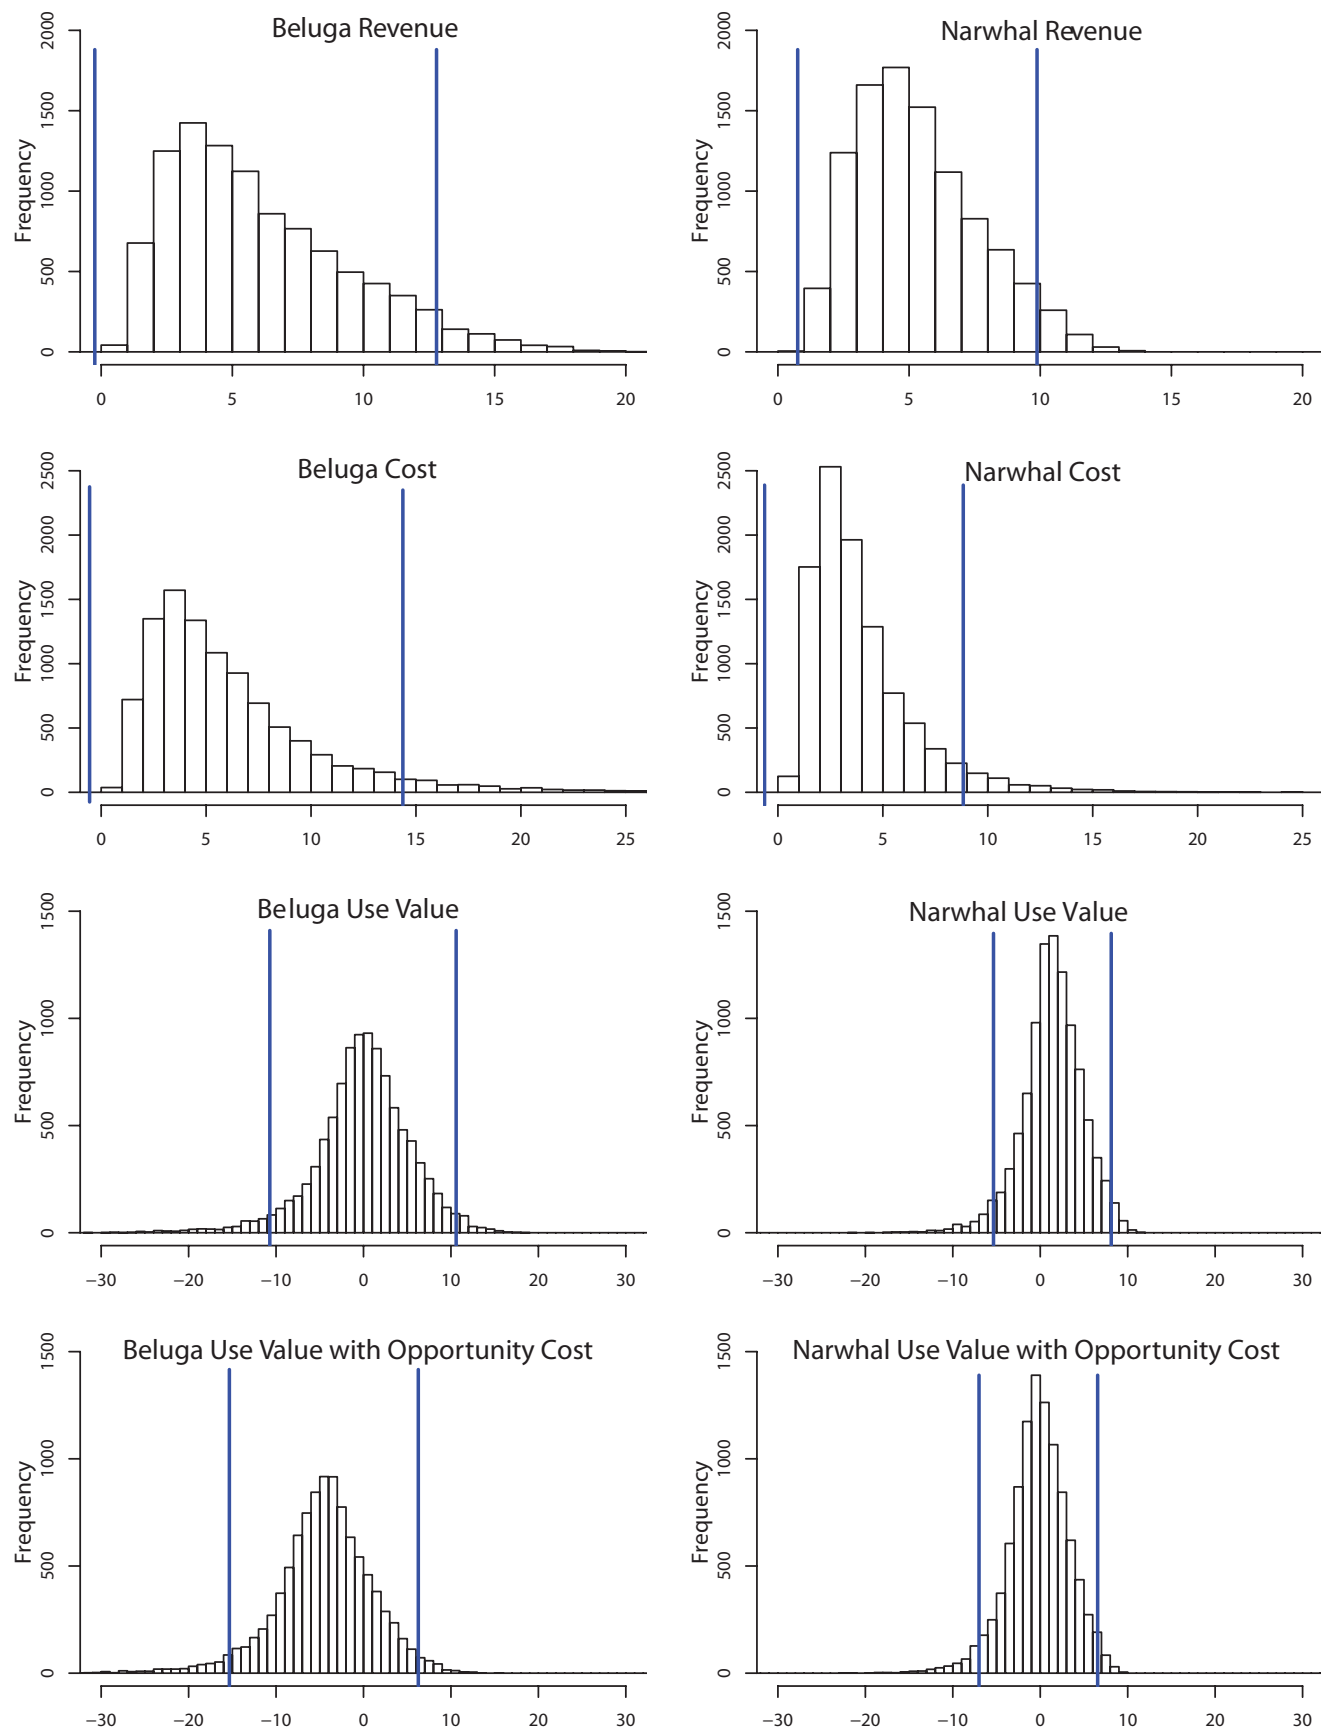 Beluga Revenue
Frequency
0 500 1000 1500 2000
0 5 10 15 20
Narwhal Revenue
Frequency
0 500 1000 1500 2000
0 5 10 15 20
Beluga Cost
Frequency
0 500 1000 1500 2000 2500
0 5 10 15 20 25
Narwhal Cost
Frequency
0 500 1000 1500 2000 2500
0 5 10 15 20 25
Beluga Use Value
Frequency
0 500 1000 1500
−30 −20 −10 0 10 20 30
Narwhal Use Value
Frequency
0 500 1000 1500
−30 −20 −10 0 10 20 30
Beluga Use Value with Opportunity Cost
Frequency
0 500 1000 1500
−30 −20 −10 0 10 20 30
Narwhal Use Value with Opportunity Cost
Frequency
0 500 1000 1500
−30 −20 −10 0 10 20 30